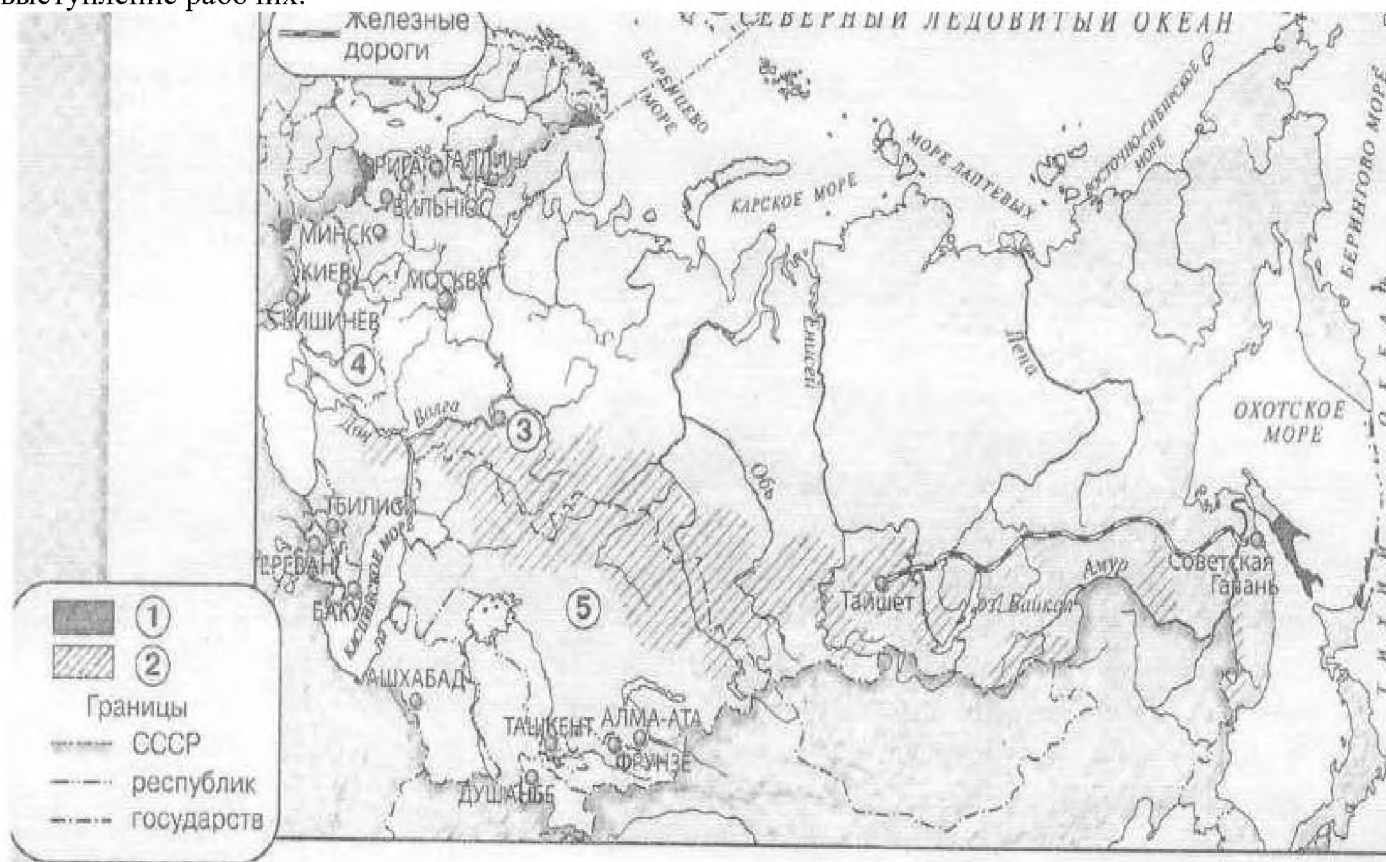 выступление рабочих.
Железные
дороги
СЕВЕРНЫЙ ЛЕДОВИТЫЙ ОКЕАН
БАРЕНЦЕВО
МОРЕ
КАРСКОЕ МОРЕ
МОРЕ ЛАПТЕВЫХ
ВОСТОЧНО-СИБИРСКОЕ
МОРЕ
БЕРИНГОВО МОРЕ
РИГА
ТАЛЛИН
ВИЛЬНЮС
МИНСК
КИЕВ
МОСКВА
КИШИНЁВ
4
Дон
Волга
3
Обь
Енисей
Лена
ОХОТСКОЕ
МОРЕ
ТБИЛИСИ
ЕРЕВАН
БАКУ
КАСПИЙСКОЕ МОРЕ
5
Тайшет
оз. Байкал
Амур
Советская
Гавань
АШХАБАД
ТАШКЕНТ
АЛМА-АТА
ФРУНЗЕ
ДУШАНБЕ
1
2
Границы
СССР
республик
государств